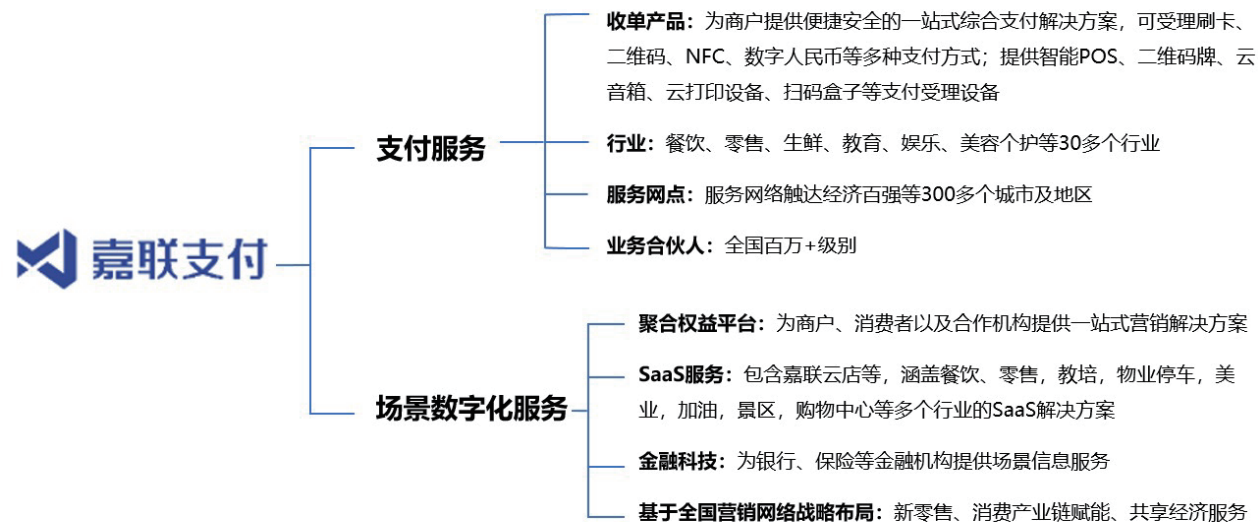 嘉联支付
支付服务
收单产品：为商户提供便捷安全的一站式综合支付解决方案，可受理刷卡、
二维码、NFC、数字人民币等多种支付方式；提供智能POS、二维码牌、云
音箱、云打印设备、扫码盒子等支付受理设备
行业：餐饮、零售、生鲜、教育、娱乐、美容个护等30多个行业
服务网点：服务网络触达经济百强等300多个城市及地区
业务合伙人：全国百万+级别
场景数字化服务
聚合权益平台：为商户、消费者以及合作机构提供一站式营销解决方案
SaaS服务：包含嘉联云店等，涵盖餐饮、零售，教培，物业停车，美
业，加油，景区，购物中心等多个行业的SaaS解决方案
金融科技：为银行、保险等金融机构提供场景信息服务
基于全国营销网络战略布局：新零售、消费产业链赋能、共享经济服务